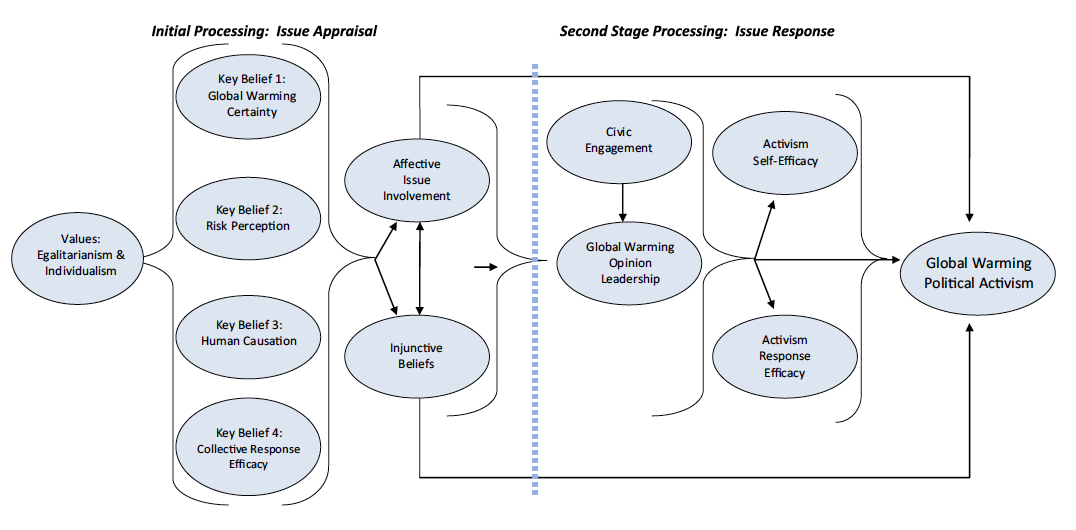 Initial Processing:  Issue Appraisal
Second Stage Processing:  Issue Response
Values:
Egalitarianism &
Individualism
Key Belief 1:
Global Warming
Certainty
Key Belief 2:
Risk Perception
Key Belief 3:
Human Causation
Key Belief 4:
Collective Response
Efficacy
Affective
Issue
Involvement
Injunctive
Beliefs
Civic
Engagement
Global Warming
Opinion
Leadership
Activism
Self-Efficacy
Activism
Response
Efficacy
Global Warming
Political Activism